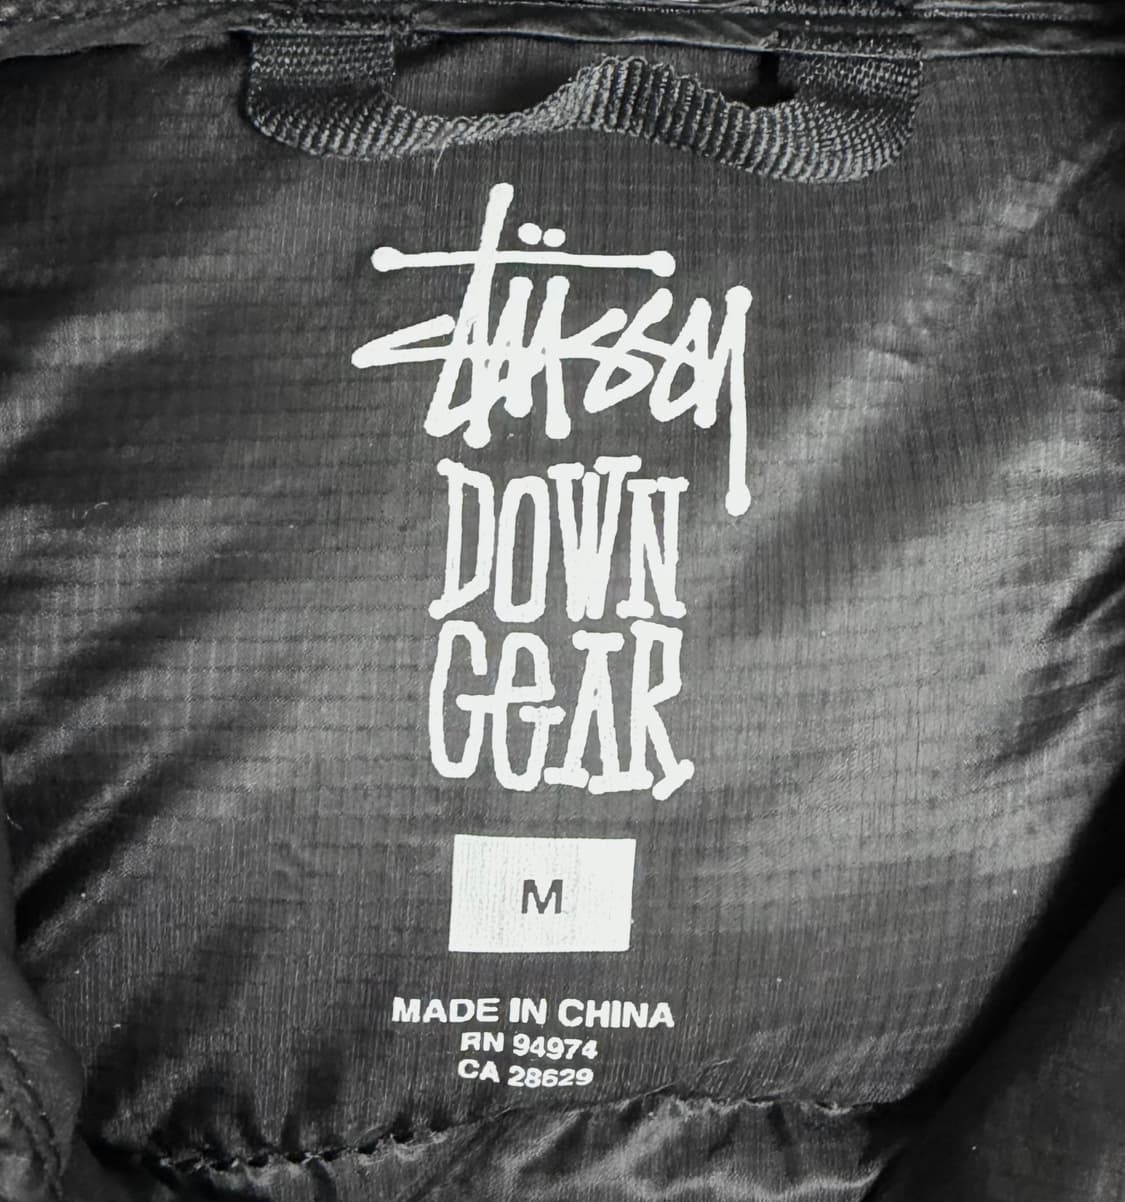 Stüssy
DOWN
GeAR
M
MADE IN CHINA
RN 94974
CA 28629